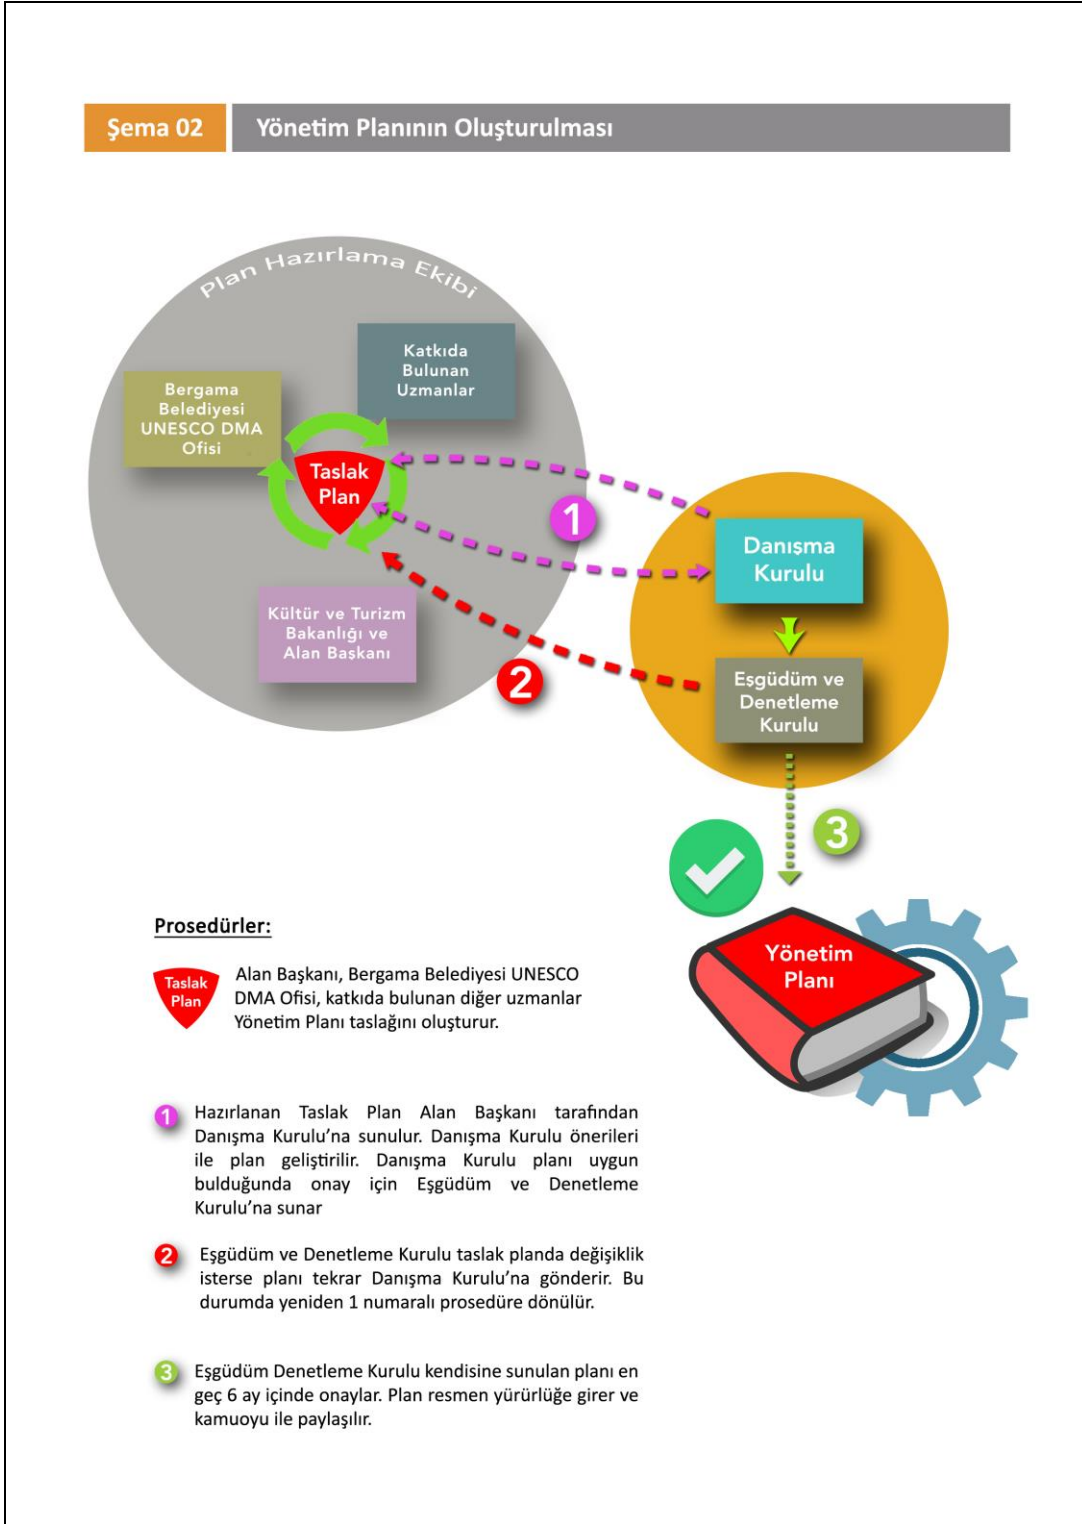 Şema 02
Yönetim Planının Oluşturulması
Plan Hazırlama Ekibi
Katkıda
Bulunan
Uzmanlar
Bergama
Belediyesi
UNESCO DMA
Ofisi
Taslak
Plan
Kültür ve Turizm
Bakanlığı ve
Alan Başkanı
1
2
Danışma
Kurulu
Eşgüdüm ve
Denetleme
Kurulu
3
Yönetim
Planı
Prosedürler:
Taslak
Plan
Alan Başkanı, Bergama Belediyesi UNESCO
DMA Ofisi, katkıda bulunan diğer uzmanlar
Yönetim Planı taslağını oluşturur.
1 Hazırlanan Taslak Plan Alan Başkanı tarafından
Danışma Kurulu’na sunulur. Danışma Kurulu önerileri
ile plan geliştirilir. Danışma Kurulu planı uygun
bulduğunda onay için Eşgüdüm ve Denetleme
Kurulu’na sunar
2 Eşgüdüm ve Denetleme Kurulu taslak planda değişiklik
isterse planı tekrar Danışma Kurulu’na gönderir. Bu
durumda yeniden 1 numaralı prosedüre dönülür.
3 Eşgüdüm Denetleme Kurulu kendisine sunulan planı en
geç 6 ay içinde onaylar. Plan resmen yürürlüğe girer ve
kamuoyu ile paylaşılır.